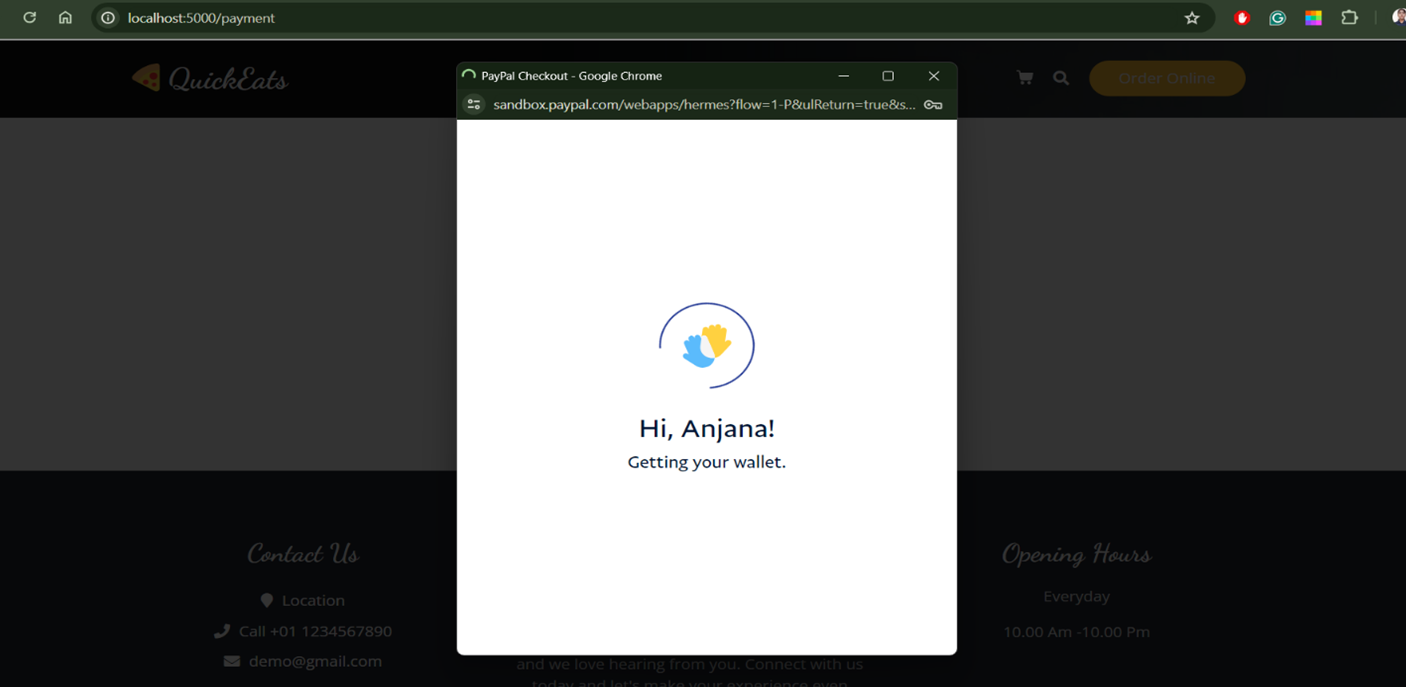 localhost:5000/payment
QuickEats
Order Online
PayPal Checkout - Google Chrome
sandbox.paypal.com/webapps/hermes?flow=1-P&ulReturn=true&s...
Hi, Anjana!
Getting your wallet.
Contact Us
Location
Call +01 1234567890
demo@gmail.com
and we love hearing from you. Connect with us
today and let's make your experience even
Opening Hours
Everyday
10.00 Am -10.00 Pm